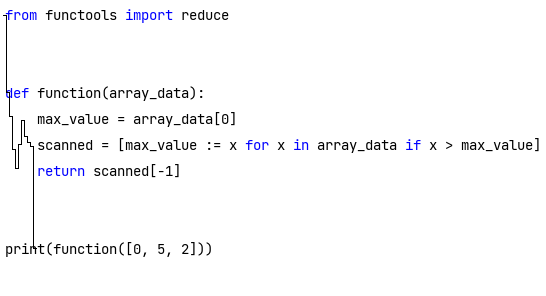 from functools import reduce
def function(array_data):
    max_value = array_data[0]
    scanned = [max_value := x for x in array_data if x > max_value]
    return scanned[-1]
print(function([0, 5, 2]))